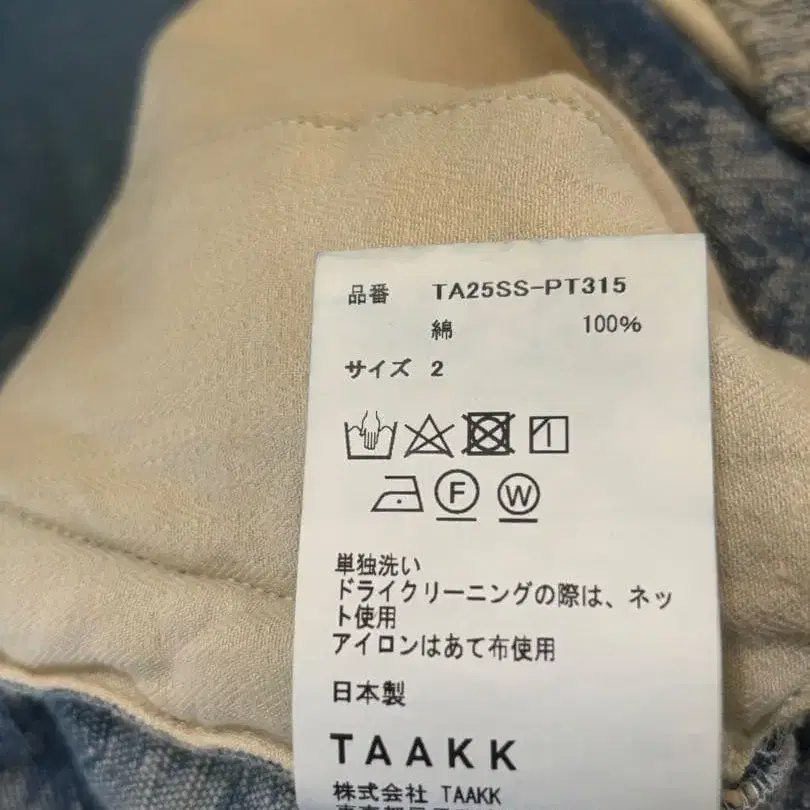 品番 TA25SS-PT315
綿 100%
サイズ 2
F W
単独洗い
ドライクリーニングの際は、ネッ
ト使用
アイロンはあて布使用
日本製
TAAKK
株式会社 TAAKK